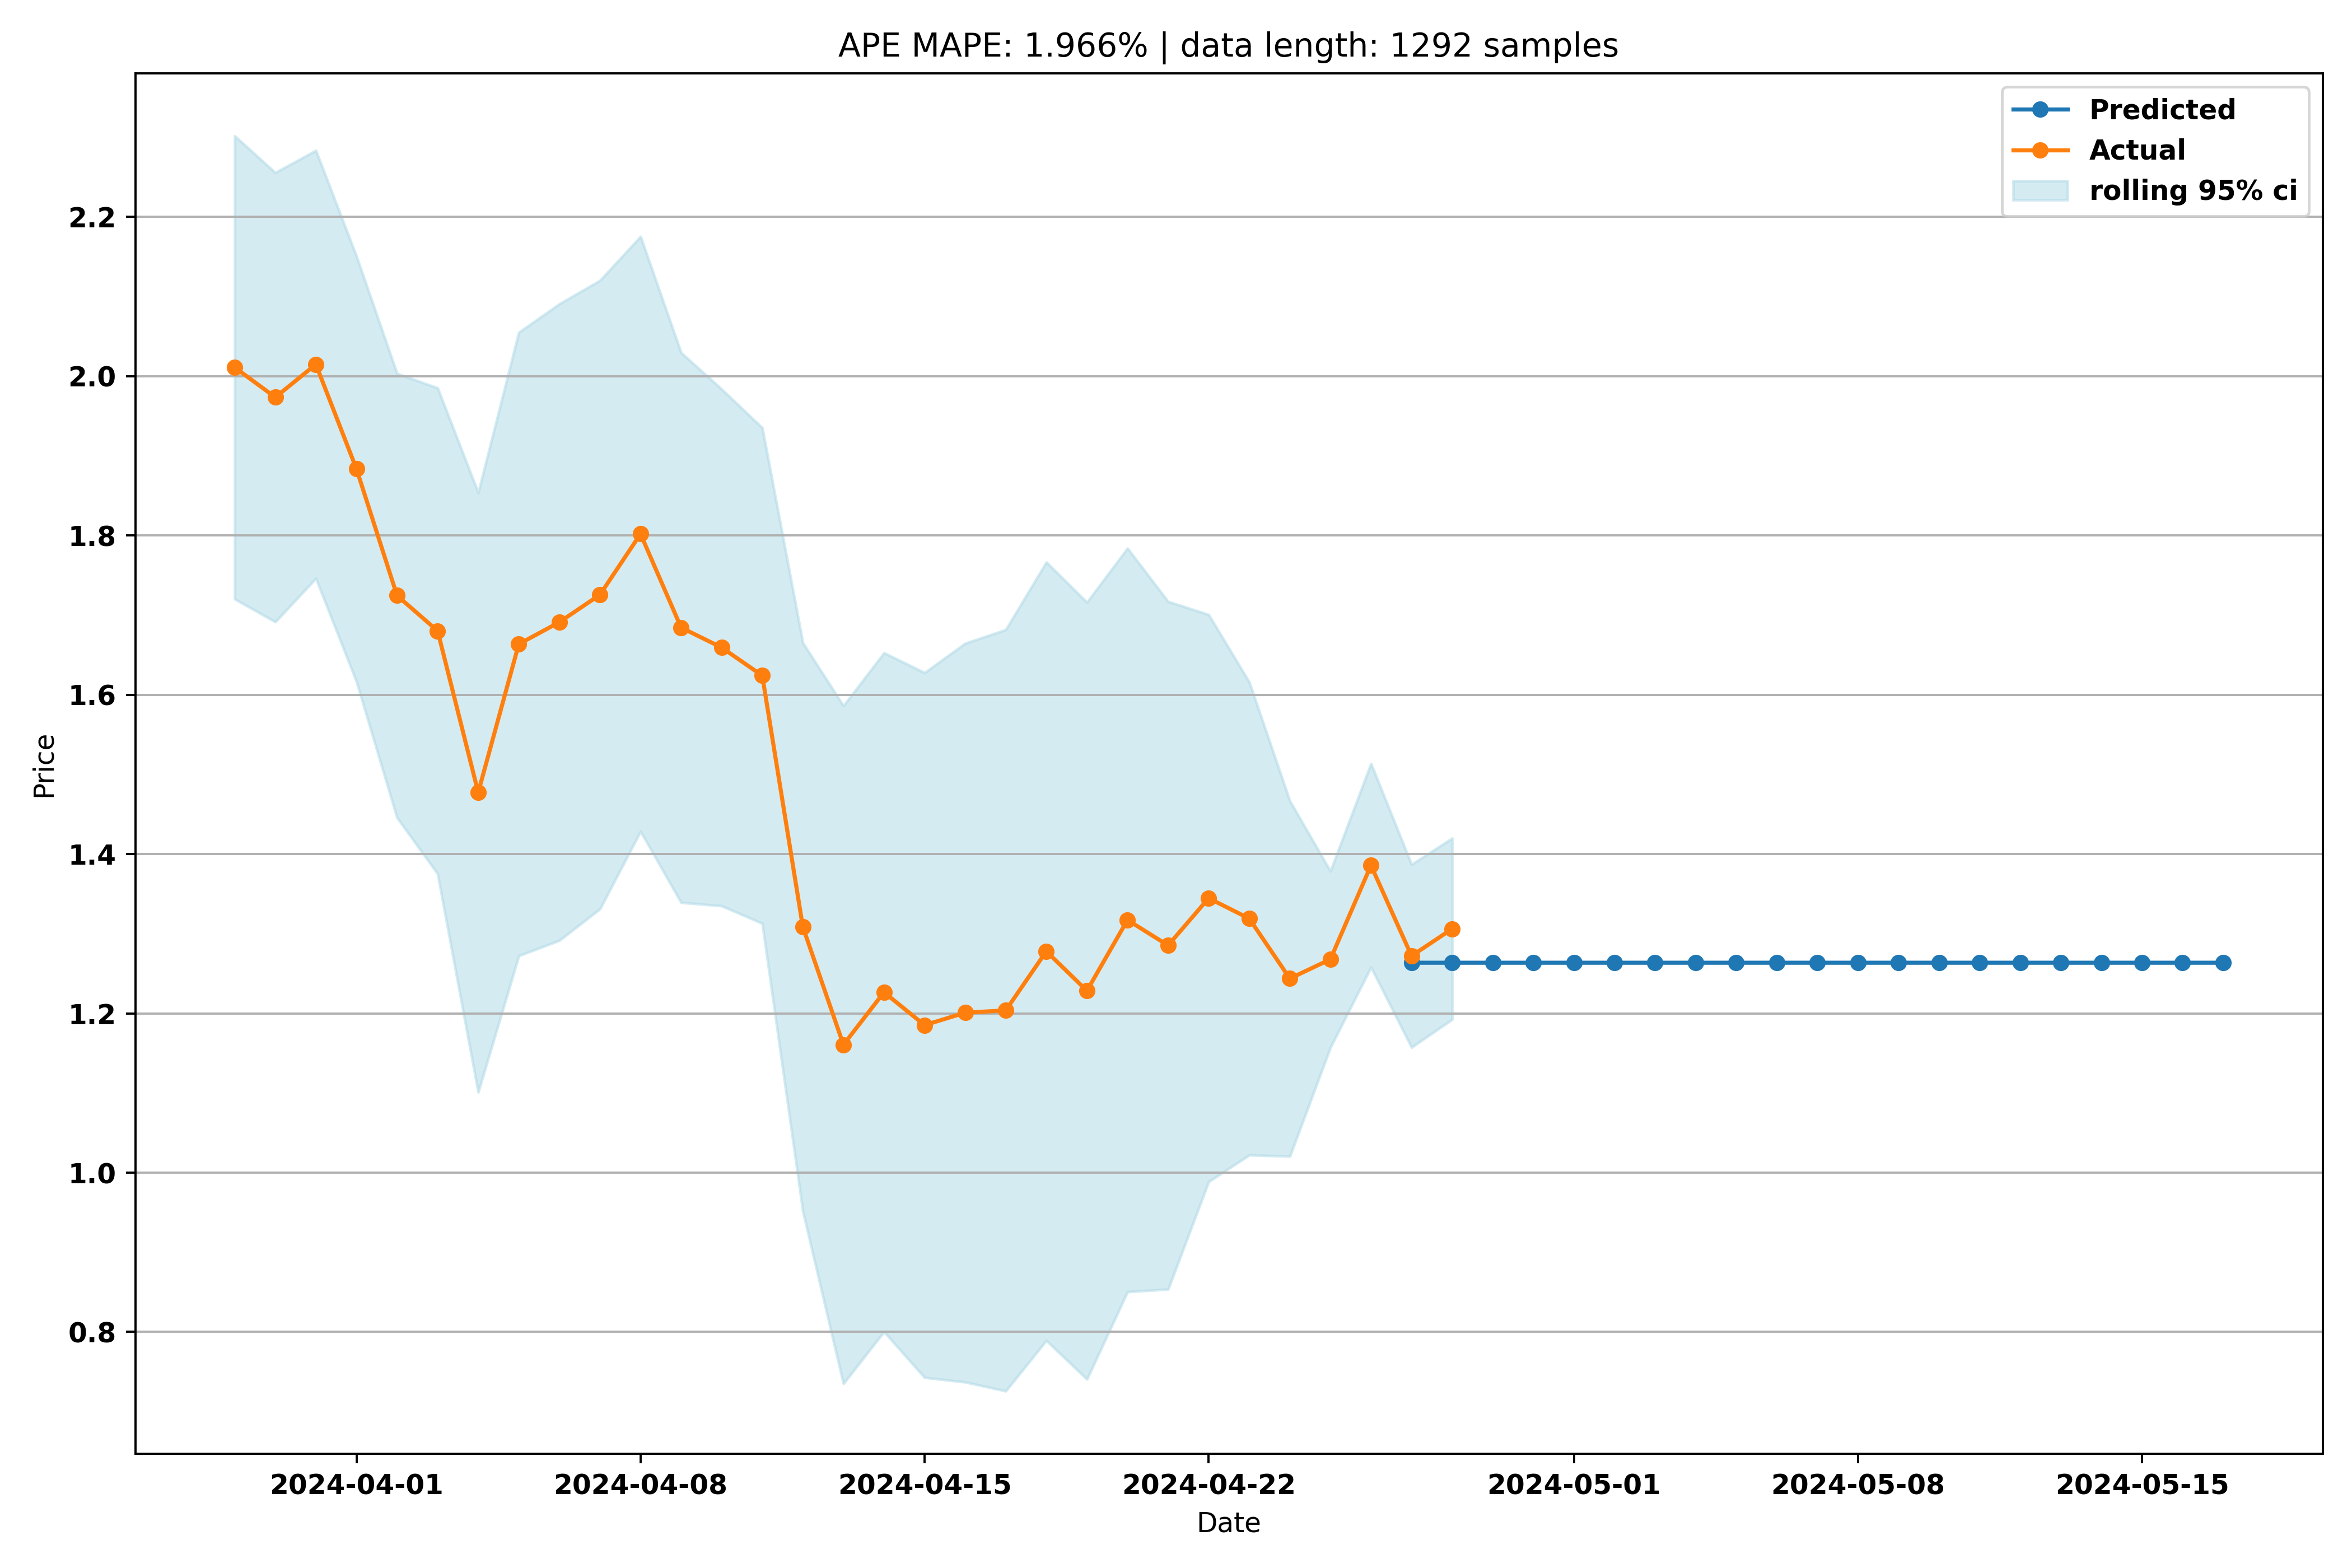 APE MAPE: 1.966% | data length: 1292 samples
Predicted
Actual
rolling 95% ci
2.2
2.0
1.8
1.6
1.4
1.2
1.0
0.8
Price
2024-04-01
2024-04-08
2024-04-15
2024-04-22
2024-05-01
2024-05-08
2024-05-15
Date